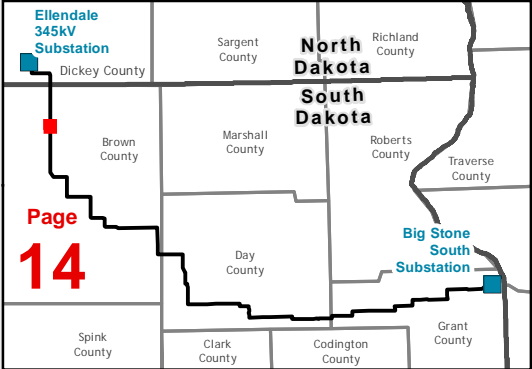 Ellendale
345kV
Substation
Dickey County
Sargent
County
North
Dakota
Richland
County
South
Dakota
Brown
County
Marshall
County
Roberts
County
Traverse
County
Page
14
Day
County
Big Stone
South
Substation
Spink
County
Clark
County
Codington
County
Grant
County